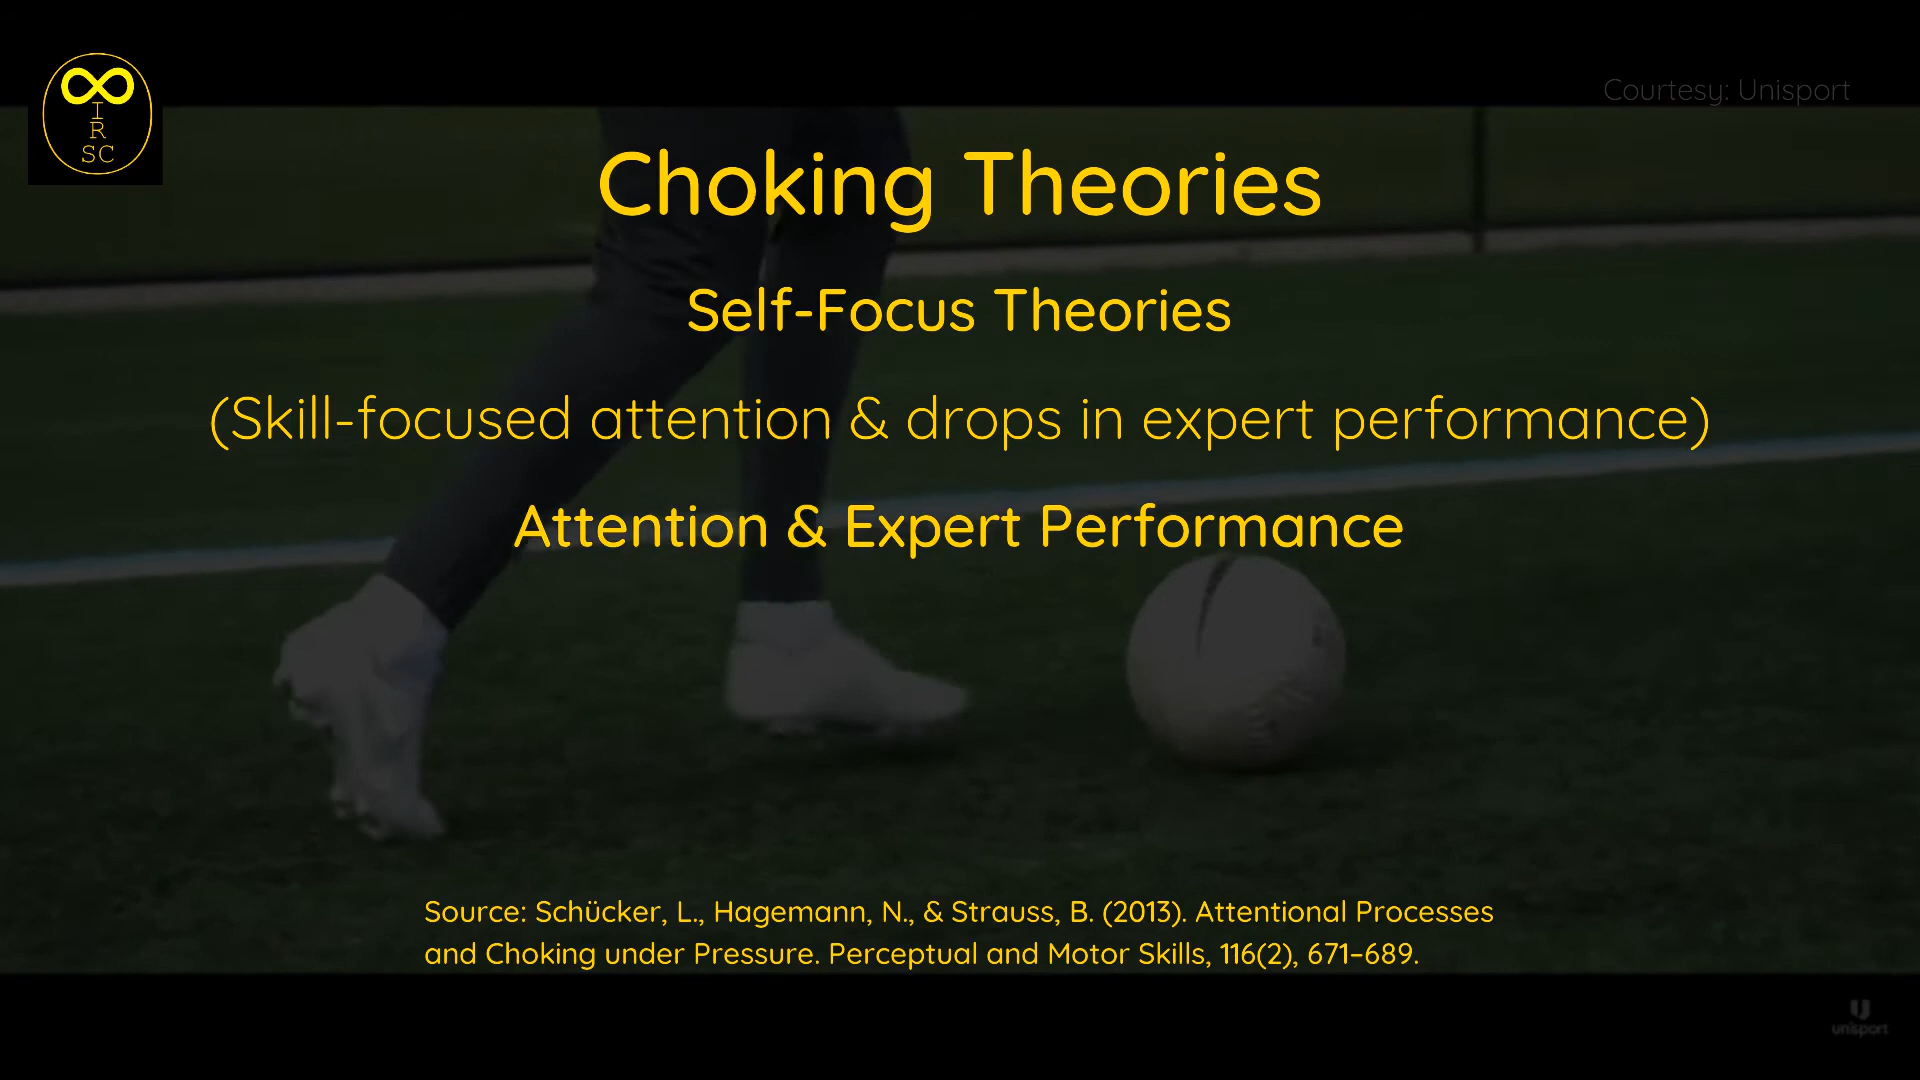 I
R
SC
Courtesy: Unisport
Choking Theories
Self-Focus Theories
(Skill-focused attention & drops in expert performance)
Attention & Expert Performance
Source: Schücker, L., Hagemann, N., & Strauss, B. (2013). Attentional Processes
and Choking under Pressure. Perceptual and Motor Skills, 116(2), 671–689.
unisport